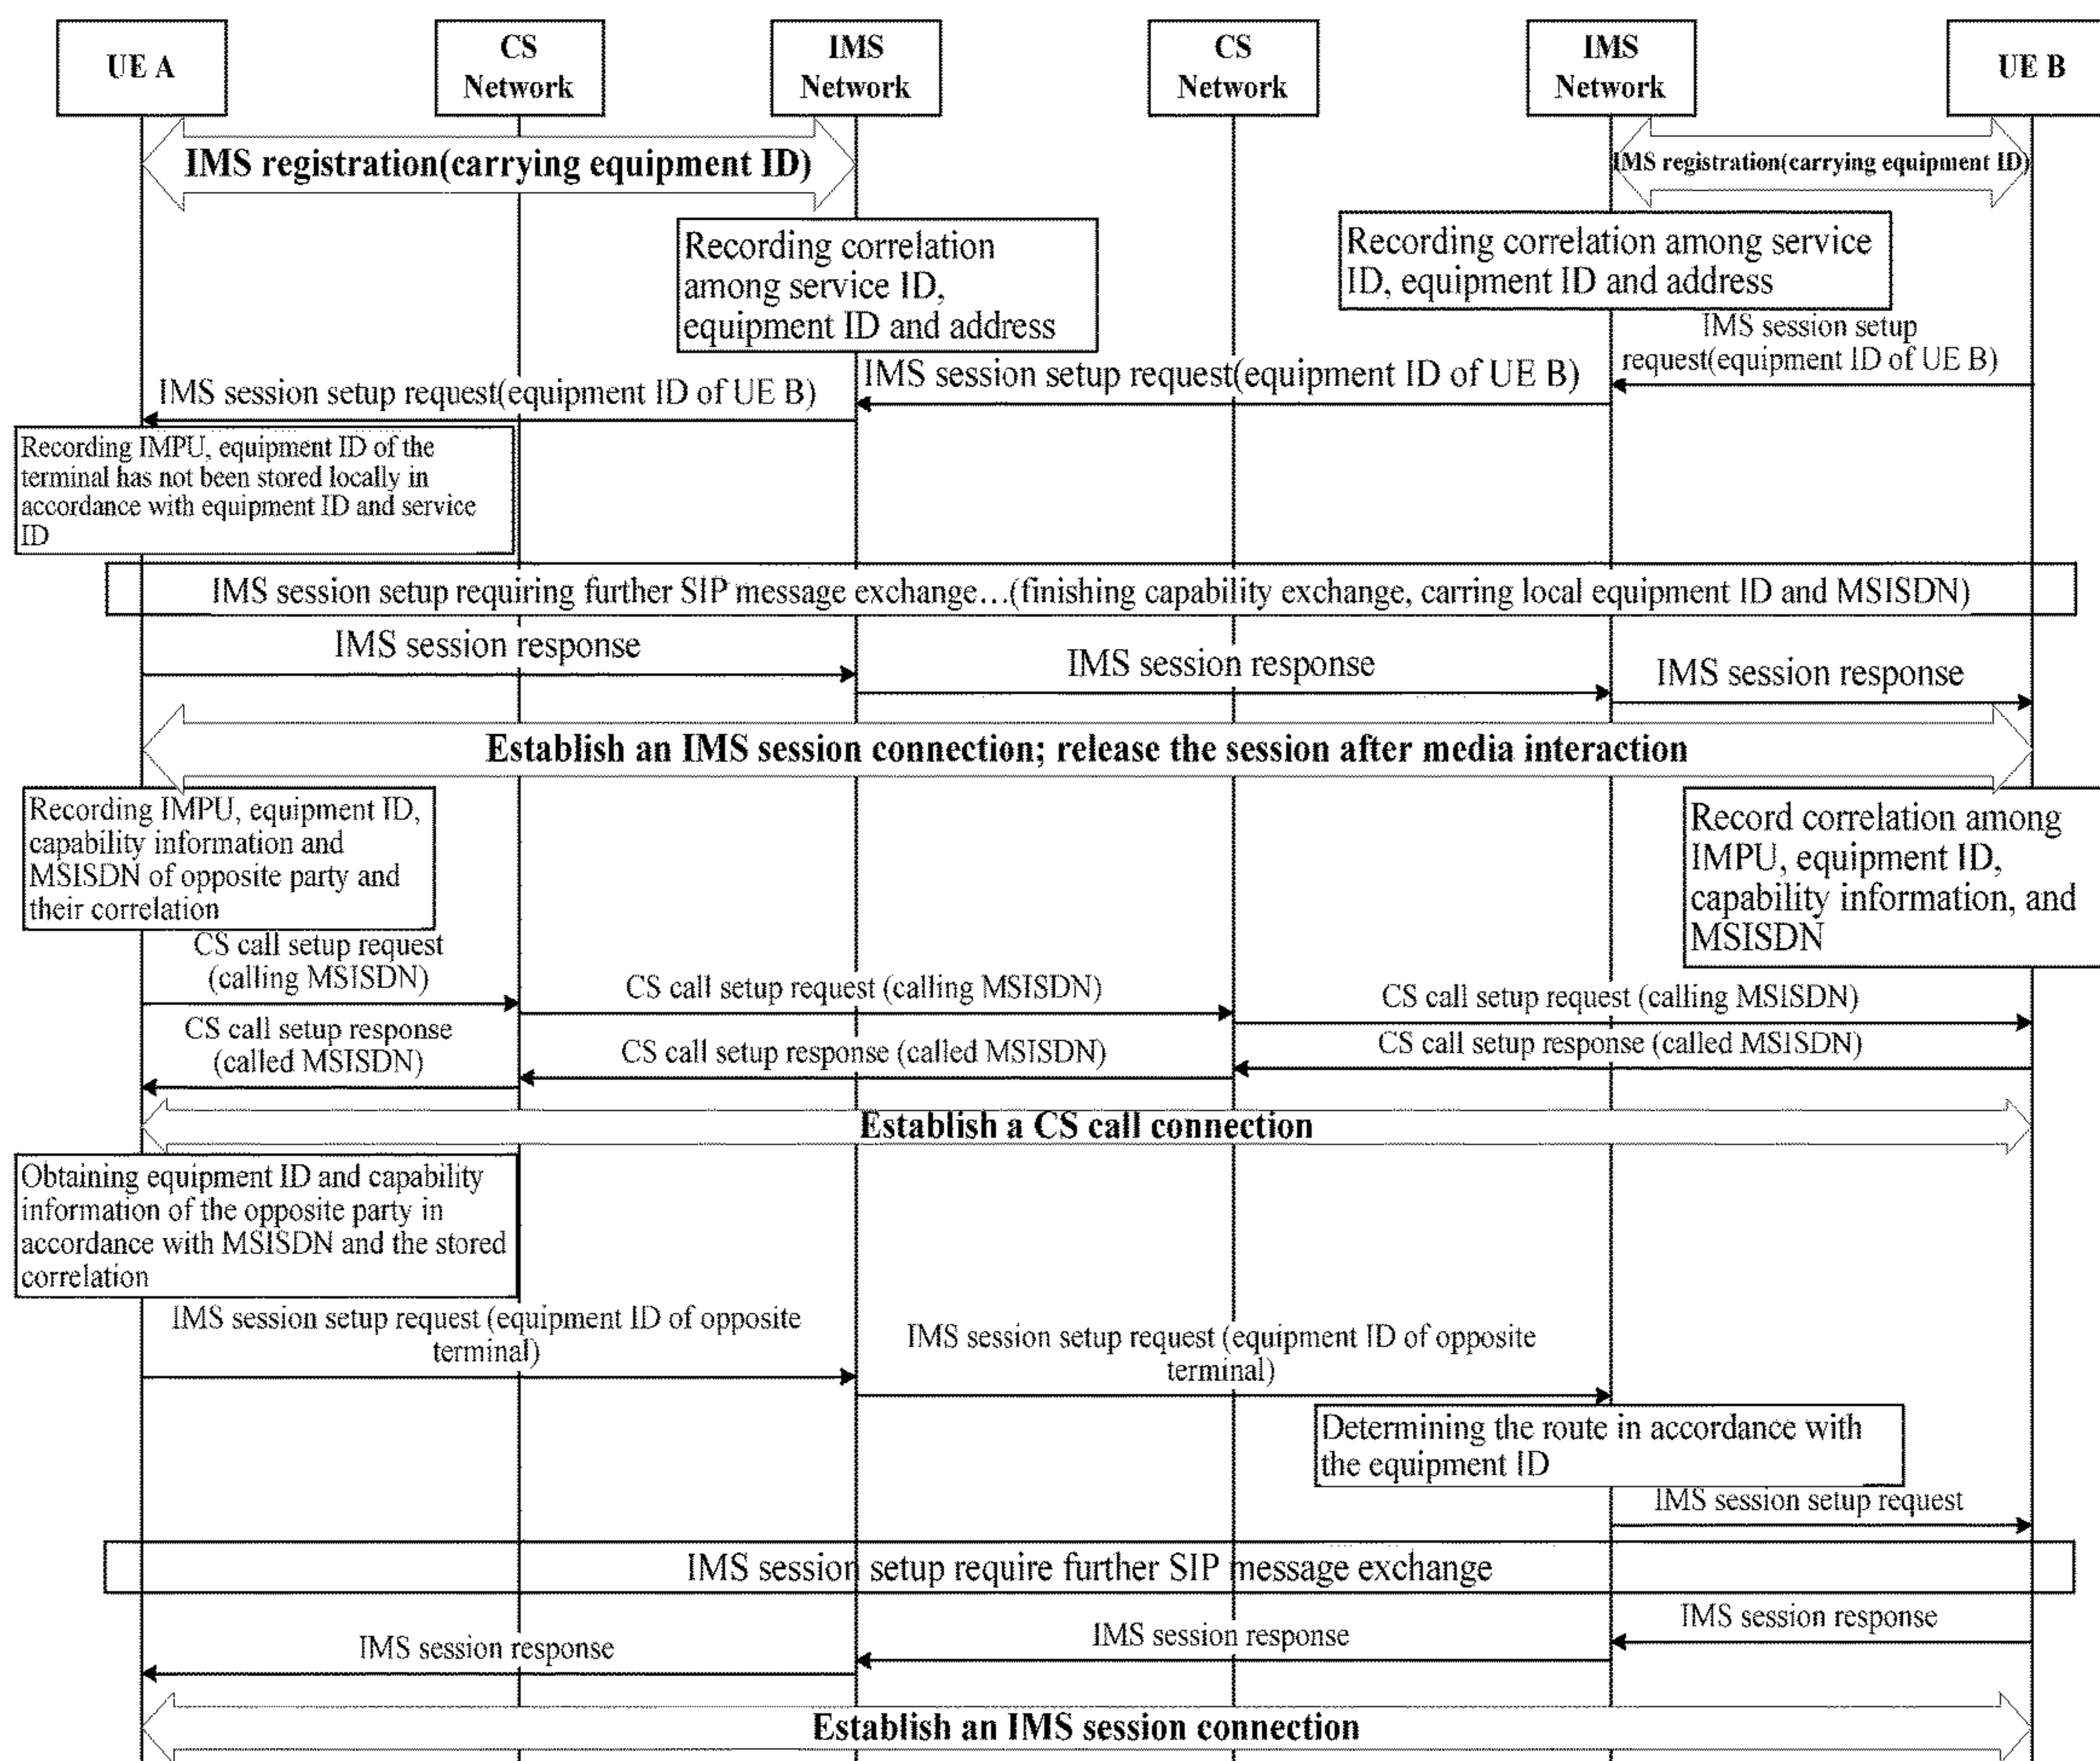 UE A
CS
Network
IMS
Network
CS
Network
IMS
Network
UE B
IMS registration(carrying equipment ID)
IMS registration(carrying equipment ID)
Recording correlation
among service ID,
equipment ID and address
Recording correlation among service
ID, equipment ID and address
IMS session setup
request(equipment ID of UE B)
IMS session setup request(equipment ID of UE B)
IMS session setup request(equipment ID of UE B)
Recording IMPU, equipment ID of the
terminal has not been stored locally in
accordance with equipment ID and service
ID
IMS session setup requiring further SIP message exchange...(finishing capability exchange, carring local equipment ID and MSISDN)
IMS session response
IMS session response
IMS session response
Establish an IMS session connection; release the session after media interaction
Recording IMPU, equipment ID,
capability information and
MSISDN of opposite party and
their correlation
Record correlation among
IMPU, equipment ID,
capability information, and
MSISDN
CS call setup request
(calling MSISDN)
CS call setup request (calling MSISDN)
CS call setup request (calling MSISDN)
CS call setup response
(called MSISDN)
CS call setup response (called MSISDN)
CS call setup response (called MSISDN)
Establish a CS call connection
Obtaining equipment ID and capability
information of the opposite party in
accordance with MSISDN and the stored
correlation
IMS session setup request (equipment ID of opposite
terminal)
IMS session setup request (equipment ID of opposite
terminal)
Determining the route in accordance with
the equipment ID
IMS session setup request
IMS session setup require further SIP message exchange
IMS session response
IMS session response
IMS session response
Establish an IMS session connection